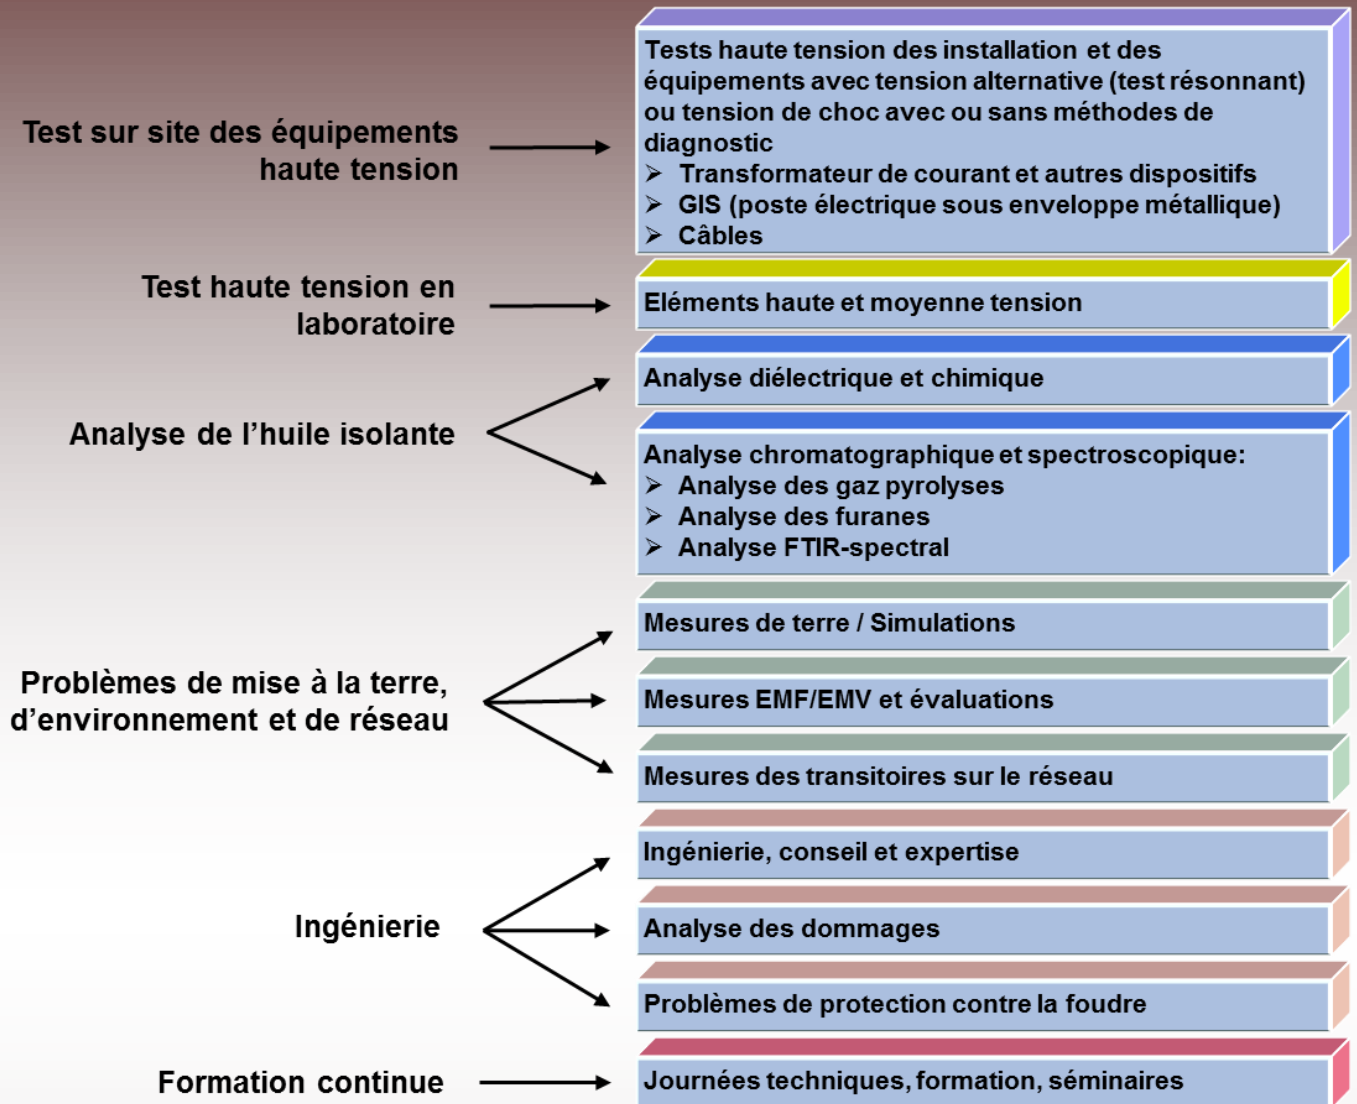 Test sur site des équipements
haute tension
Tests haute tension des installation et des
équipements avec tension alternative (test résonnant)
ou tension de choc avec ou sans méthodes de
diagnostic
➢ Transformateur de courant et autres dispositifs
➢ GIS (poste électrique sous enveloppe métallique)
➢ Câbles
Test haute tension en
laboratoire
Eléments haute et moyenne tension
Analyse de l’huile isolante
Analyse diélectrique et chimique
Analyse chromatographique et spectroscopique:
➢ Analyse des gaz pyrolyses
➢ Analyse des furanes
➢ Analyse FTIR-spectral
Problèmes de mise à la terre,
d’environnement et de réseau
Mesures de terre / Simulations
Mesures EMF/EMV et évaluations
Mesures des transitoires sur le réseau
Ingénierie
Ingénierie, conseil et expertise
Analyse des dommages
Problèmes de protection contre la foudre
Formation continue
Journées techniques, formation, séminaires